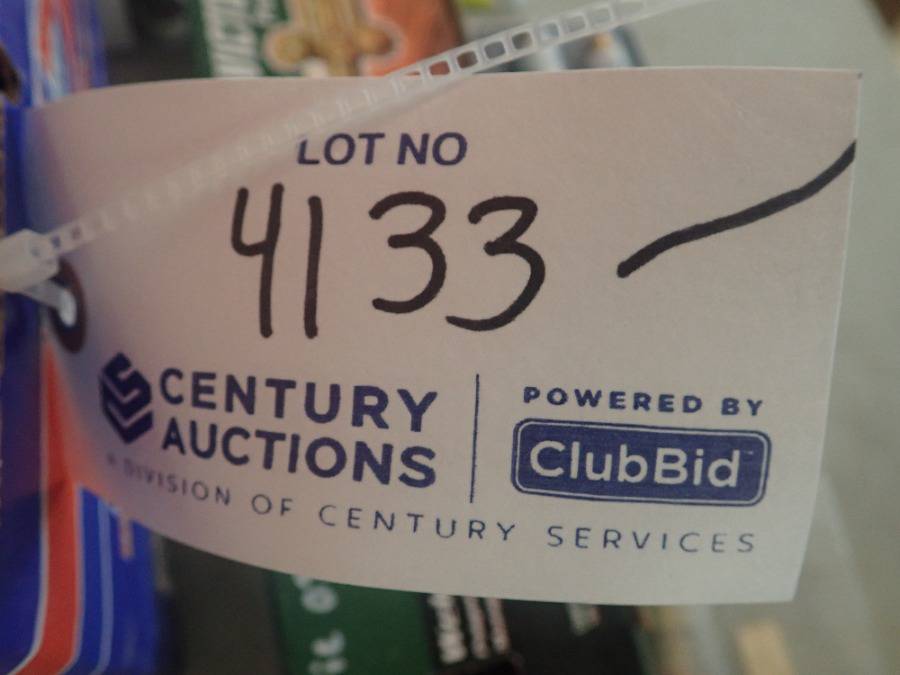 LOT NO
4133
CENTURY
AUCTIONS
A DIVISION OF CENTURY SERVICES
POWERED BY
ClubBid